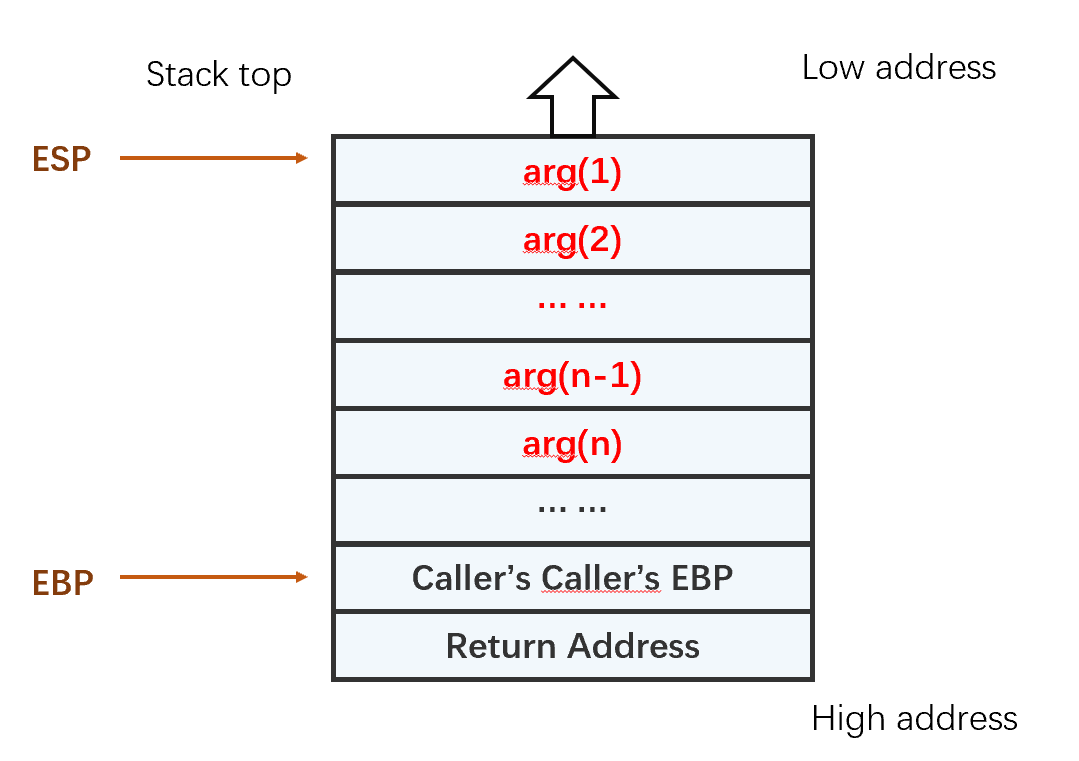 Stack top
Low address
ESP
arg(1)
arg(2)
... ...
arg(n-1)
arg(n)
... ...
EBP
Caller’s Caller’s EBP
Return Address
High address